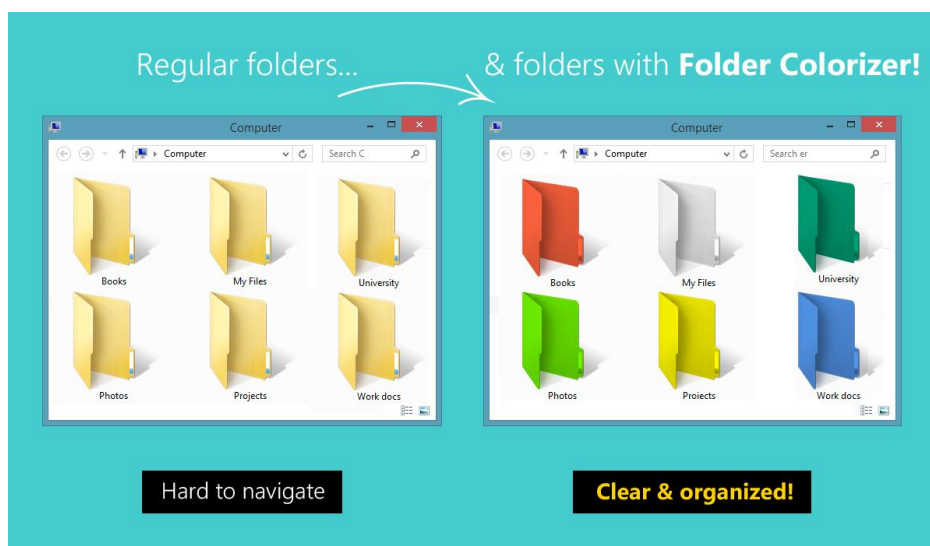 Regular folders...
& folders with Folder Colorizer!
Computer
Computer
Search C
Books
My Files
University
Photos
Projects
Work docs
Computer
Computer
Search er
Books
My Files
University
Photos
Projects
Work docs
Hard to navigate
Clear & organized!